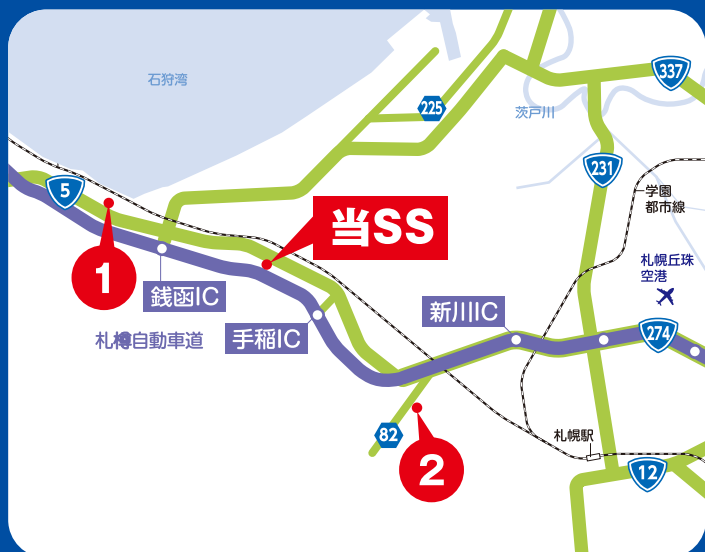 石狩湾
337
225
茨戸川
231
5
学園
都市線
当SS
札幌丘珠
空港
1
銭函IC
新川IC
274
手稲IC
札樽自動車道
82
札幌駅
2
12